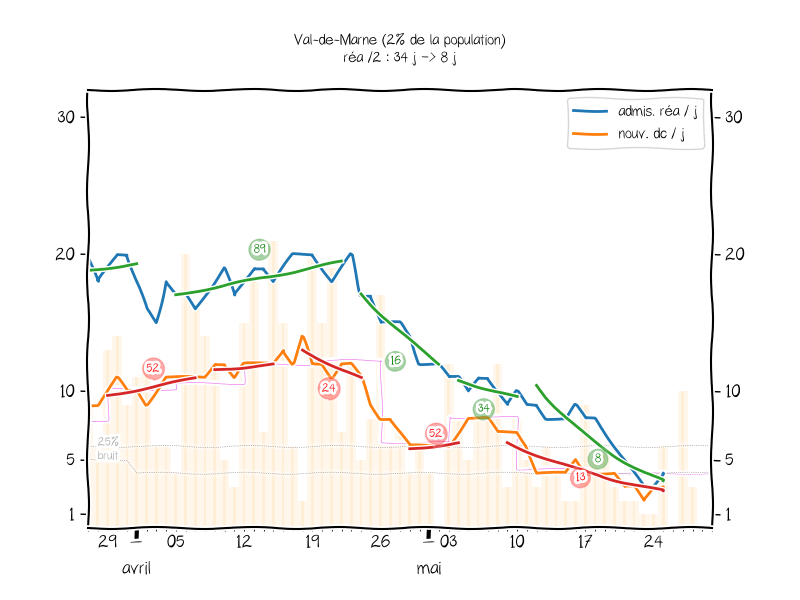 Val-de-Marne (2% de la population)
réa /2 : 34 j -> 8 j
admis. réa / j
nouv. dc / j
30 30
20 20
10 10
5 5
1 1
89
52
24
16
52
34
8
13
25%
bruit
29 05 12 19 26 03 10 17 24
avril mai